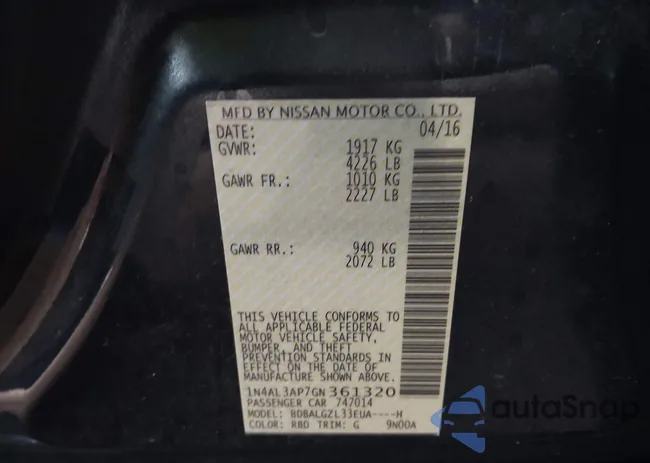 MFD BY NISSAN MOTOR CO., LTD.
DATE: 04/16
GVWR: 1917 KG
4226 LB
GAWR FR.: 1010 KG
2227 LB
GAWR RR.: 940 KG
2072 LB
THIS VEHICLE CONFORMS TO
ALL APPLICABLE FEDERAL
MOTOR VEHICLE SAFETY,
BUMPER, AND THEFT
PREVENTION STANDARDS IN
EFFECT ON THE DATE OF
MANUFACTURE SHOWN ABOVE.
1N4AL3AP7GN361320
PASSENGER CAR 747014
MODEL: BDBALGZL33EUA----H
COLOR: RBD TRIM: G 9N00A
autoSnap